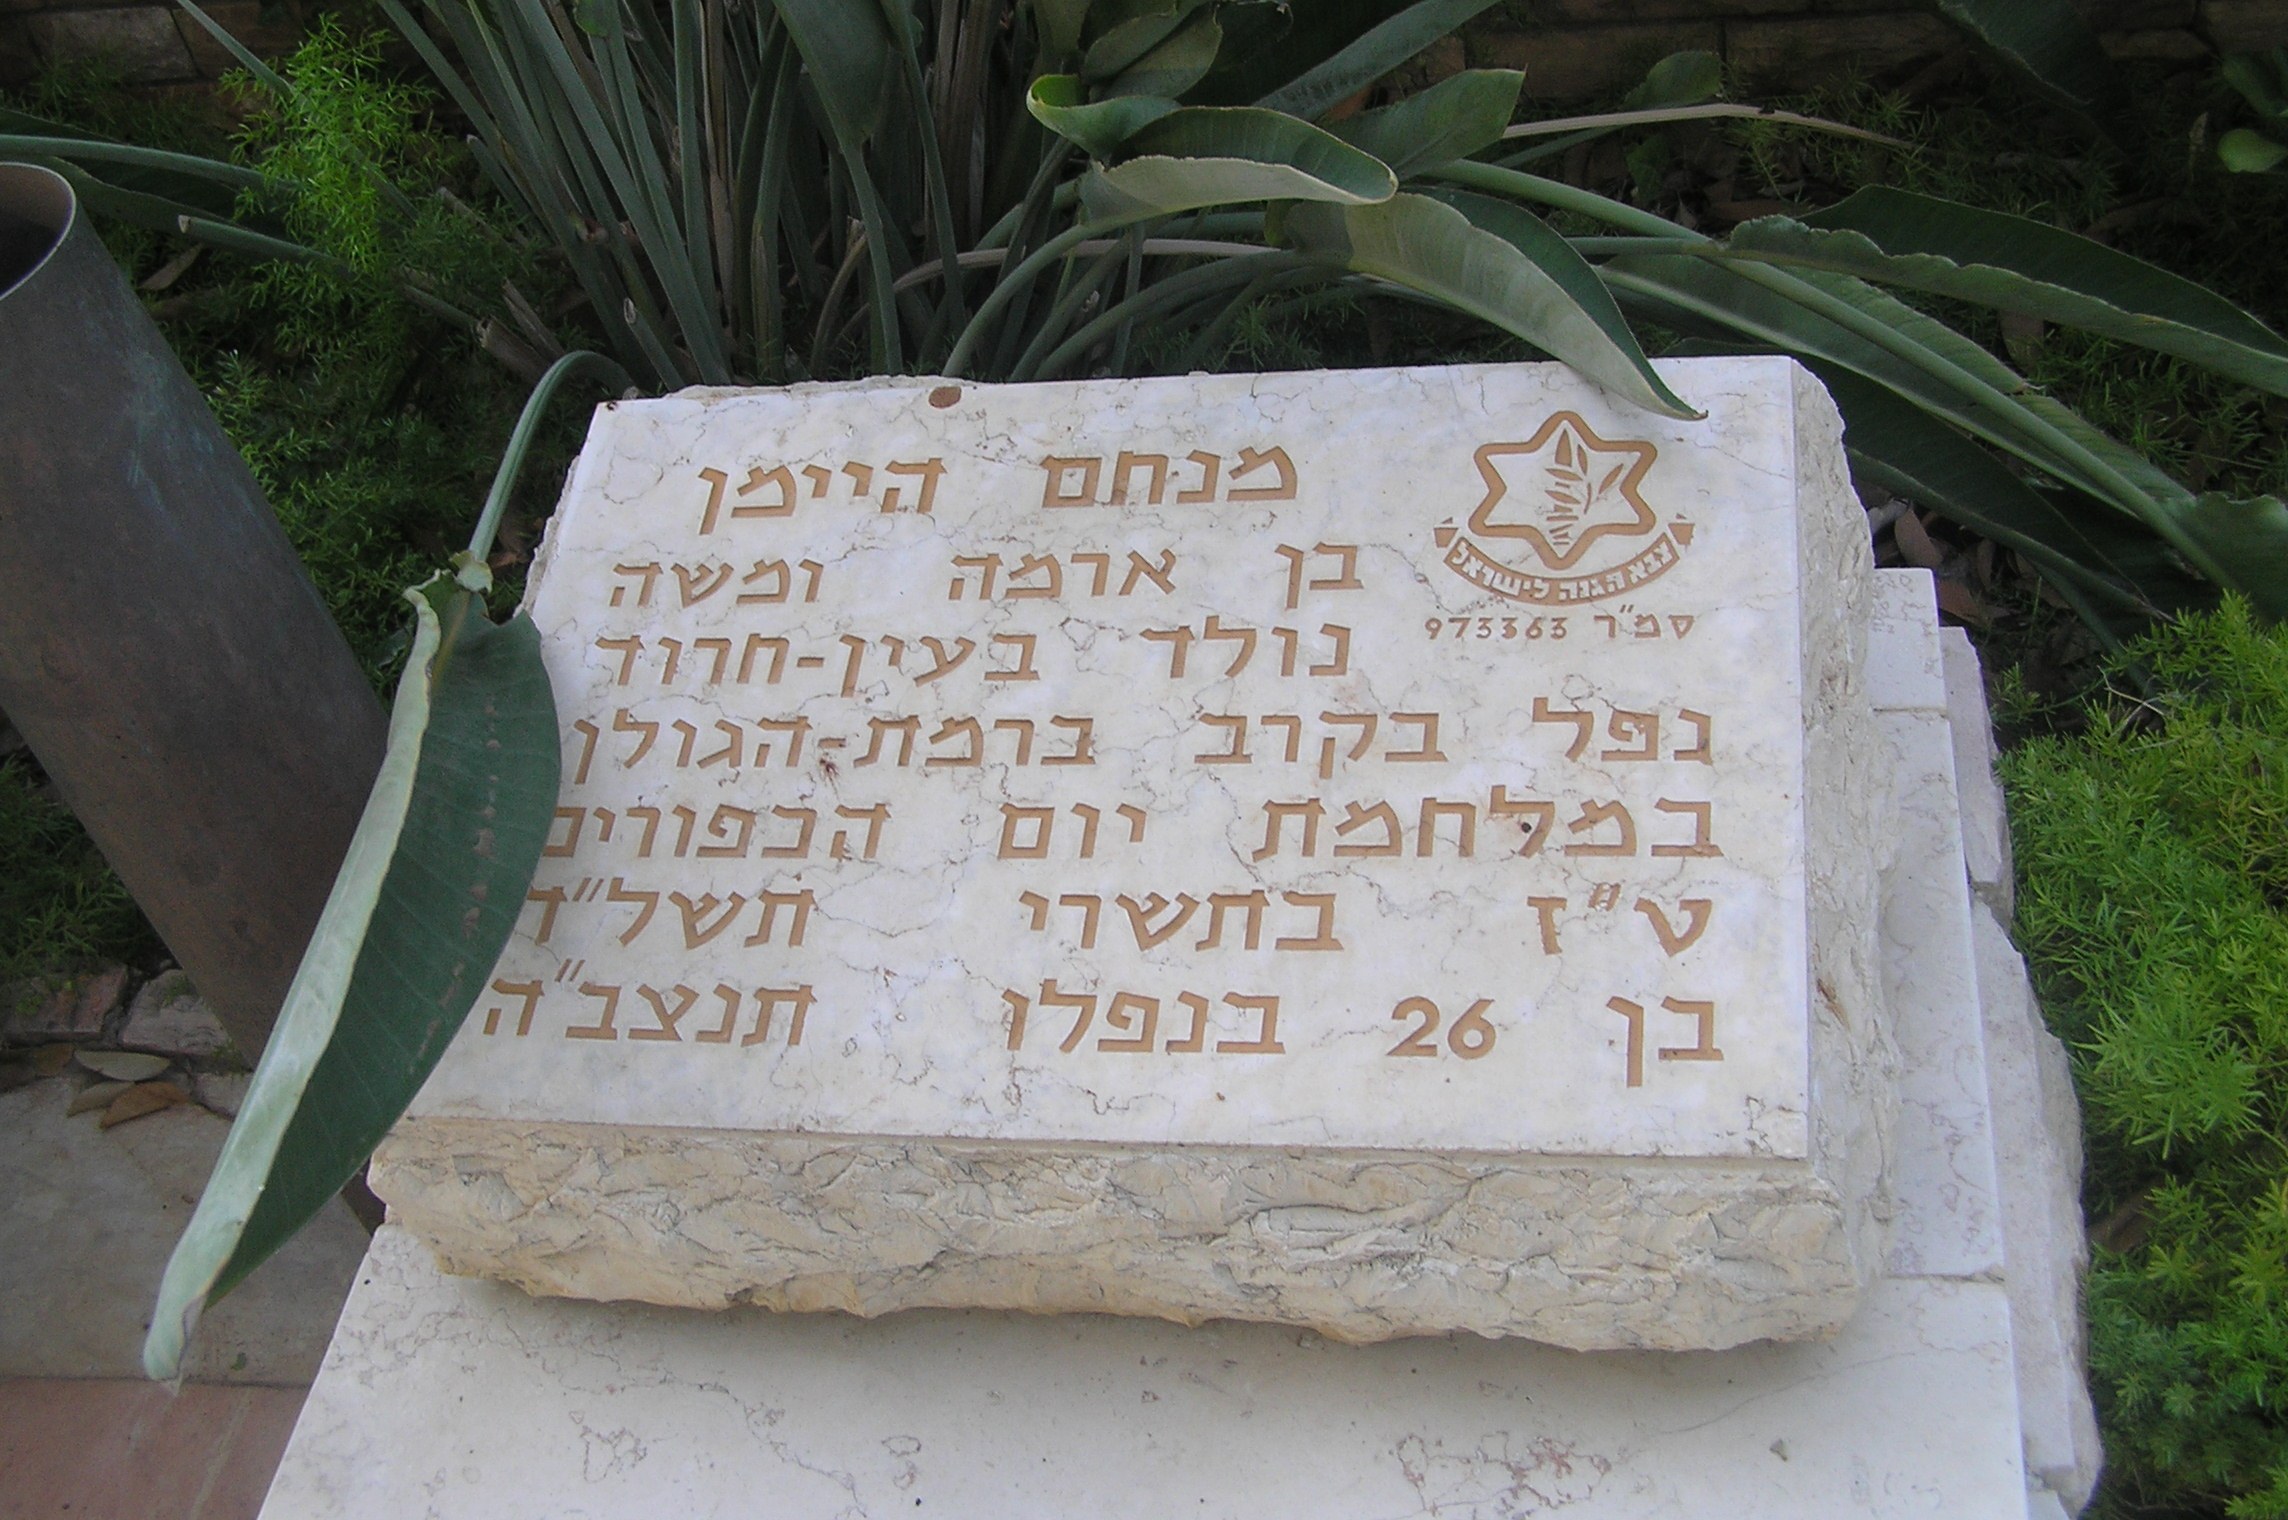 מנחם היימן
צבא הגנה לישראל
בן ארמה ומשה
סמ"ר 973363
נולד בעין-חרוד
נפל בקרב ברמת-הגולן
במלחמת יום הכפורים
ט"ז בתשרי תשל"ד
בן 26 בנפלו תנצב"ה